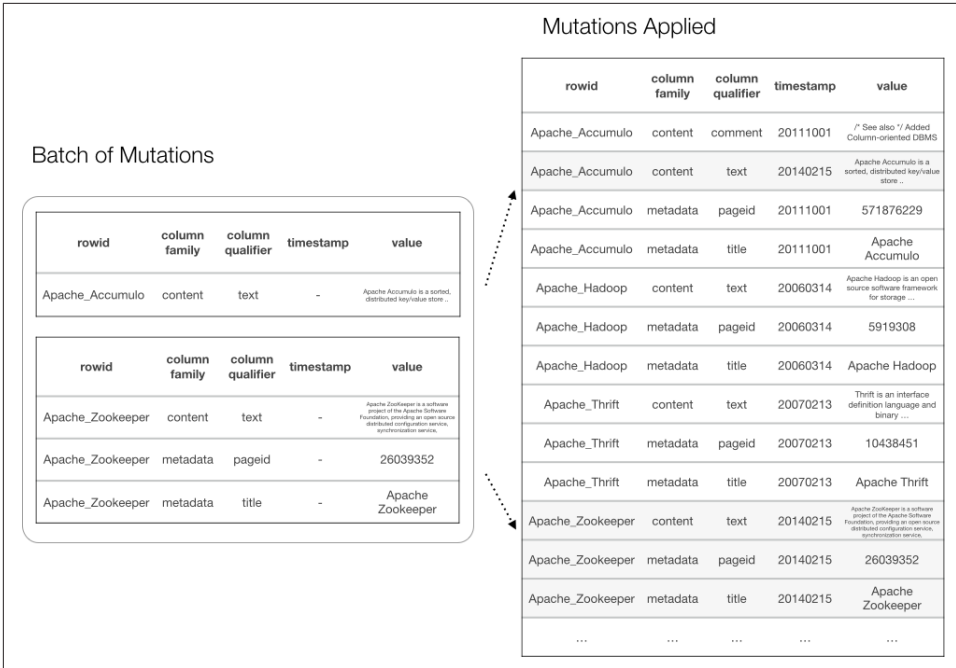 Mutations Applied
rowid column family column qualifier timestamp value
Apache_Accumulo content comment 20111001 /* See also */ Added Column-oriented DBMS
Apache_Accumulo content text 20140215 Apache Accumulo is a sorted, distributed key/value store ..
Apache_Accumulo metadata pageid 20111001 571876229
Apache_Accumulo metadata title 20111001 Apache Accumulo
Apache_Hadoop content text 20060314 Apache Hadoop is an open source software framework for storage ...
Apache_Hadoop metadata pageid 20060314 5919308
Apache_Hadoop metadata title 20060314 Apache Hadoop
Apache_Thrift content text 20070213 Thrift is an interface definition language and binary ...
Apache_Thrift metadata pageid 20070213 10438451
Apache_Thrift metadata title 20070213 Apache Thrift
Apache_Zookeeper content text 20140215 Apache ZooKeeper is a software project of the Apache Software Foundation, providing an open source distributed configuration service, synchronization service,
Apache_Zookeeper metadata pageid 20140215 26039352
Apache_Zookeeper metadata title 20140215 Apache Zookeeper
... ... ... ... ...
Batch of Mutations
rowid column family column qualifier timestamp value
Apache_Accumulo content text - Apache Accumulo is a sorted, distributed key/value store ..
rowid column family column qualifier timestamp value
Apache_Zookeeper content text - Apache ZooKeeper is a software project of the Apache Software Foundation, providing an open source distributed configuration service, synchronization service,
Apache_Zookeeper metadata pageid - 26039352
Apache_Zookeeper metadata title - Apache Zookeeper